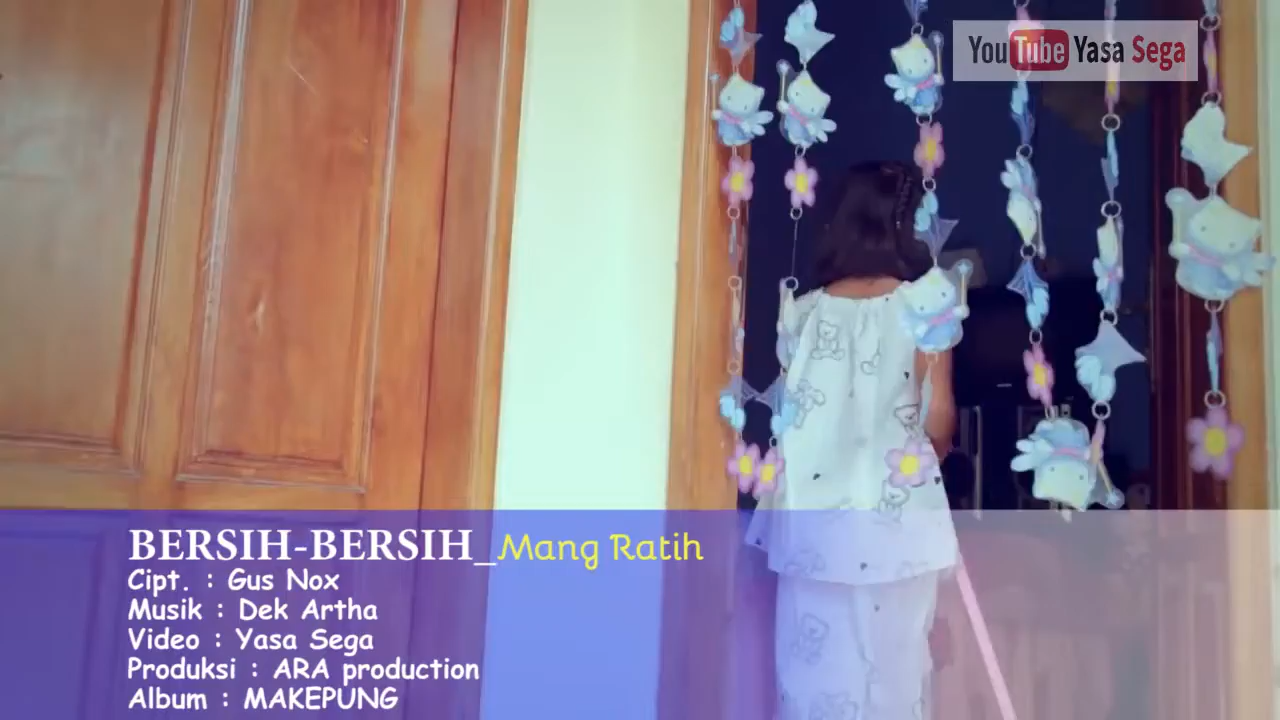 YouTube Yasa Sega
BERSIH-BERSIH_Mang Ratih
Cipt. : Gus Nox
Musik : Dek Artha
Video : Yasa Sega
Produksi : ARA production
Album : MAKEPUNG